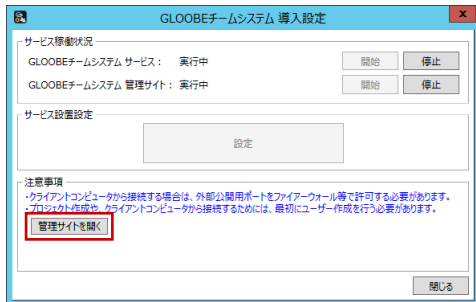 GLOOBEチームシステム 導入設定
x
サービス稼働状況
GLOOBEチームシステム サービス： 実行中
開始
停止
GLOOBEチームシステム 管理サイト： 実行中
開始
停止
サービス設置設定
設定
注意事項
・クライアントコンピュータから接続する場合は、外部公開用ポートをファイアーウォール等で許可する必要があります。
・プロジェクト作成や、クライアントコンピュータから接続するためには、最初にユーザー作成を行う必要があります。
管理サイトを開く
閉じる